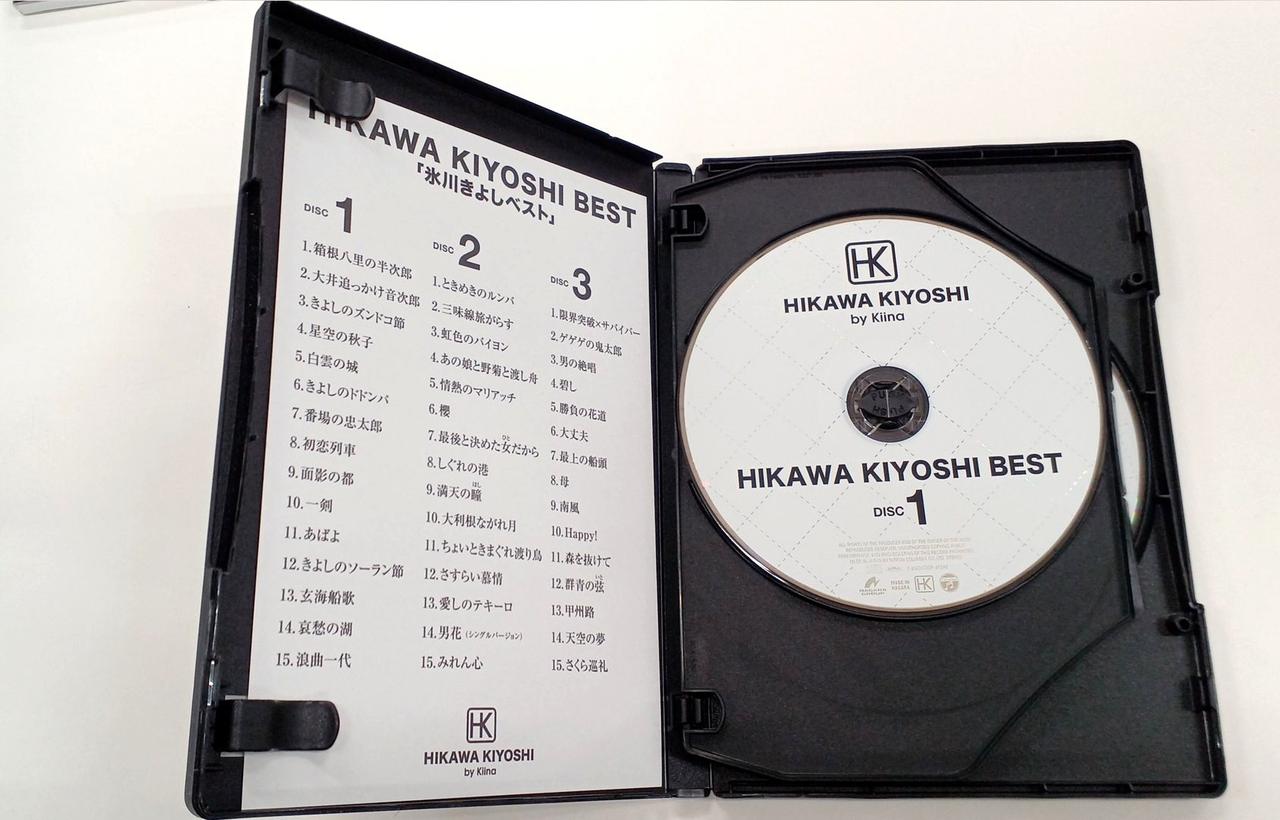 HIKAWA KIYOSHI BEST
「氷川きよしベスト」
DISC 1
1.箱根八里の半次郎
2.大井追っかけ音次郎
3.きよしのズンドコ節
4.星空の秋子
5.白雲の城
6.きよしのドドンパ
7.番場の忠太郎
8.初恋列車
9.面影の都
10.一剣
11.あばよ
12.きよしのソーラン節
13.玄海船歌
14.哀愁の湖
15.浪曲一代
DISC 2
1.ときめきのルンバ
2.三味線旅がらす
3.虹色のバイヨン
4.あの娘と野菊と渡し舟
5.情熱のマリアッチ
6.櫻
7.最後と決めた女だから
ひと
8.しぐれの港
9.満天の瞳
ほし
10.大利根ながれ月
11.ちょいときまぐれ渡り鳥
12.さすらい慕情
13.愛しのテキーロ
14.男花(シングルバージョン)
15.みれん心
DISC 3
1.限界突破×サバイバー
2.ゲゲゲの鬼太郎
3.男の絶唱
4.碧し
5.勝負の花道
6.大丈夫
7.最上の船頭
8.母
9.南風
10.Happy!
11.森を抜けて
12.群青の弦
いと
13.甲州路
14.天空の夢
15.さくら巡礼
HK
HIKAWA KIYOSHI
by Kiina
HK
HIKAWA KIYOSHI
by Kiina
HIKAWA KIYOSHI BEST
DISC 1
HK